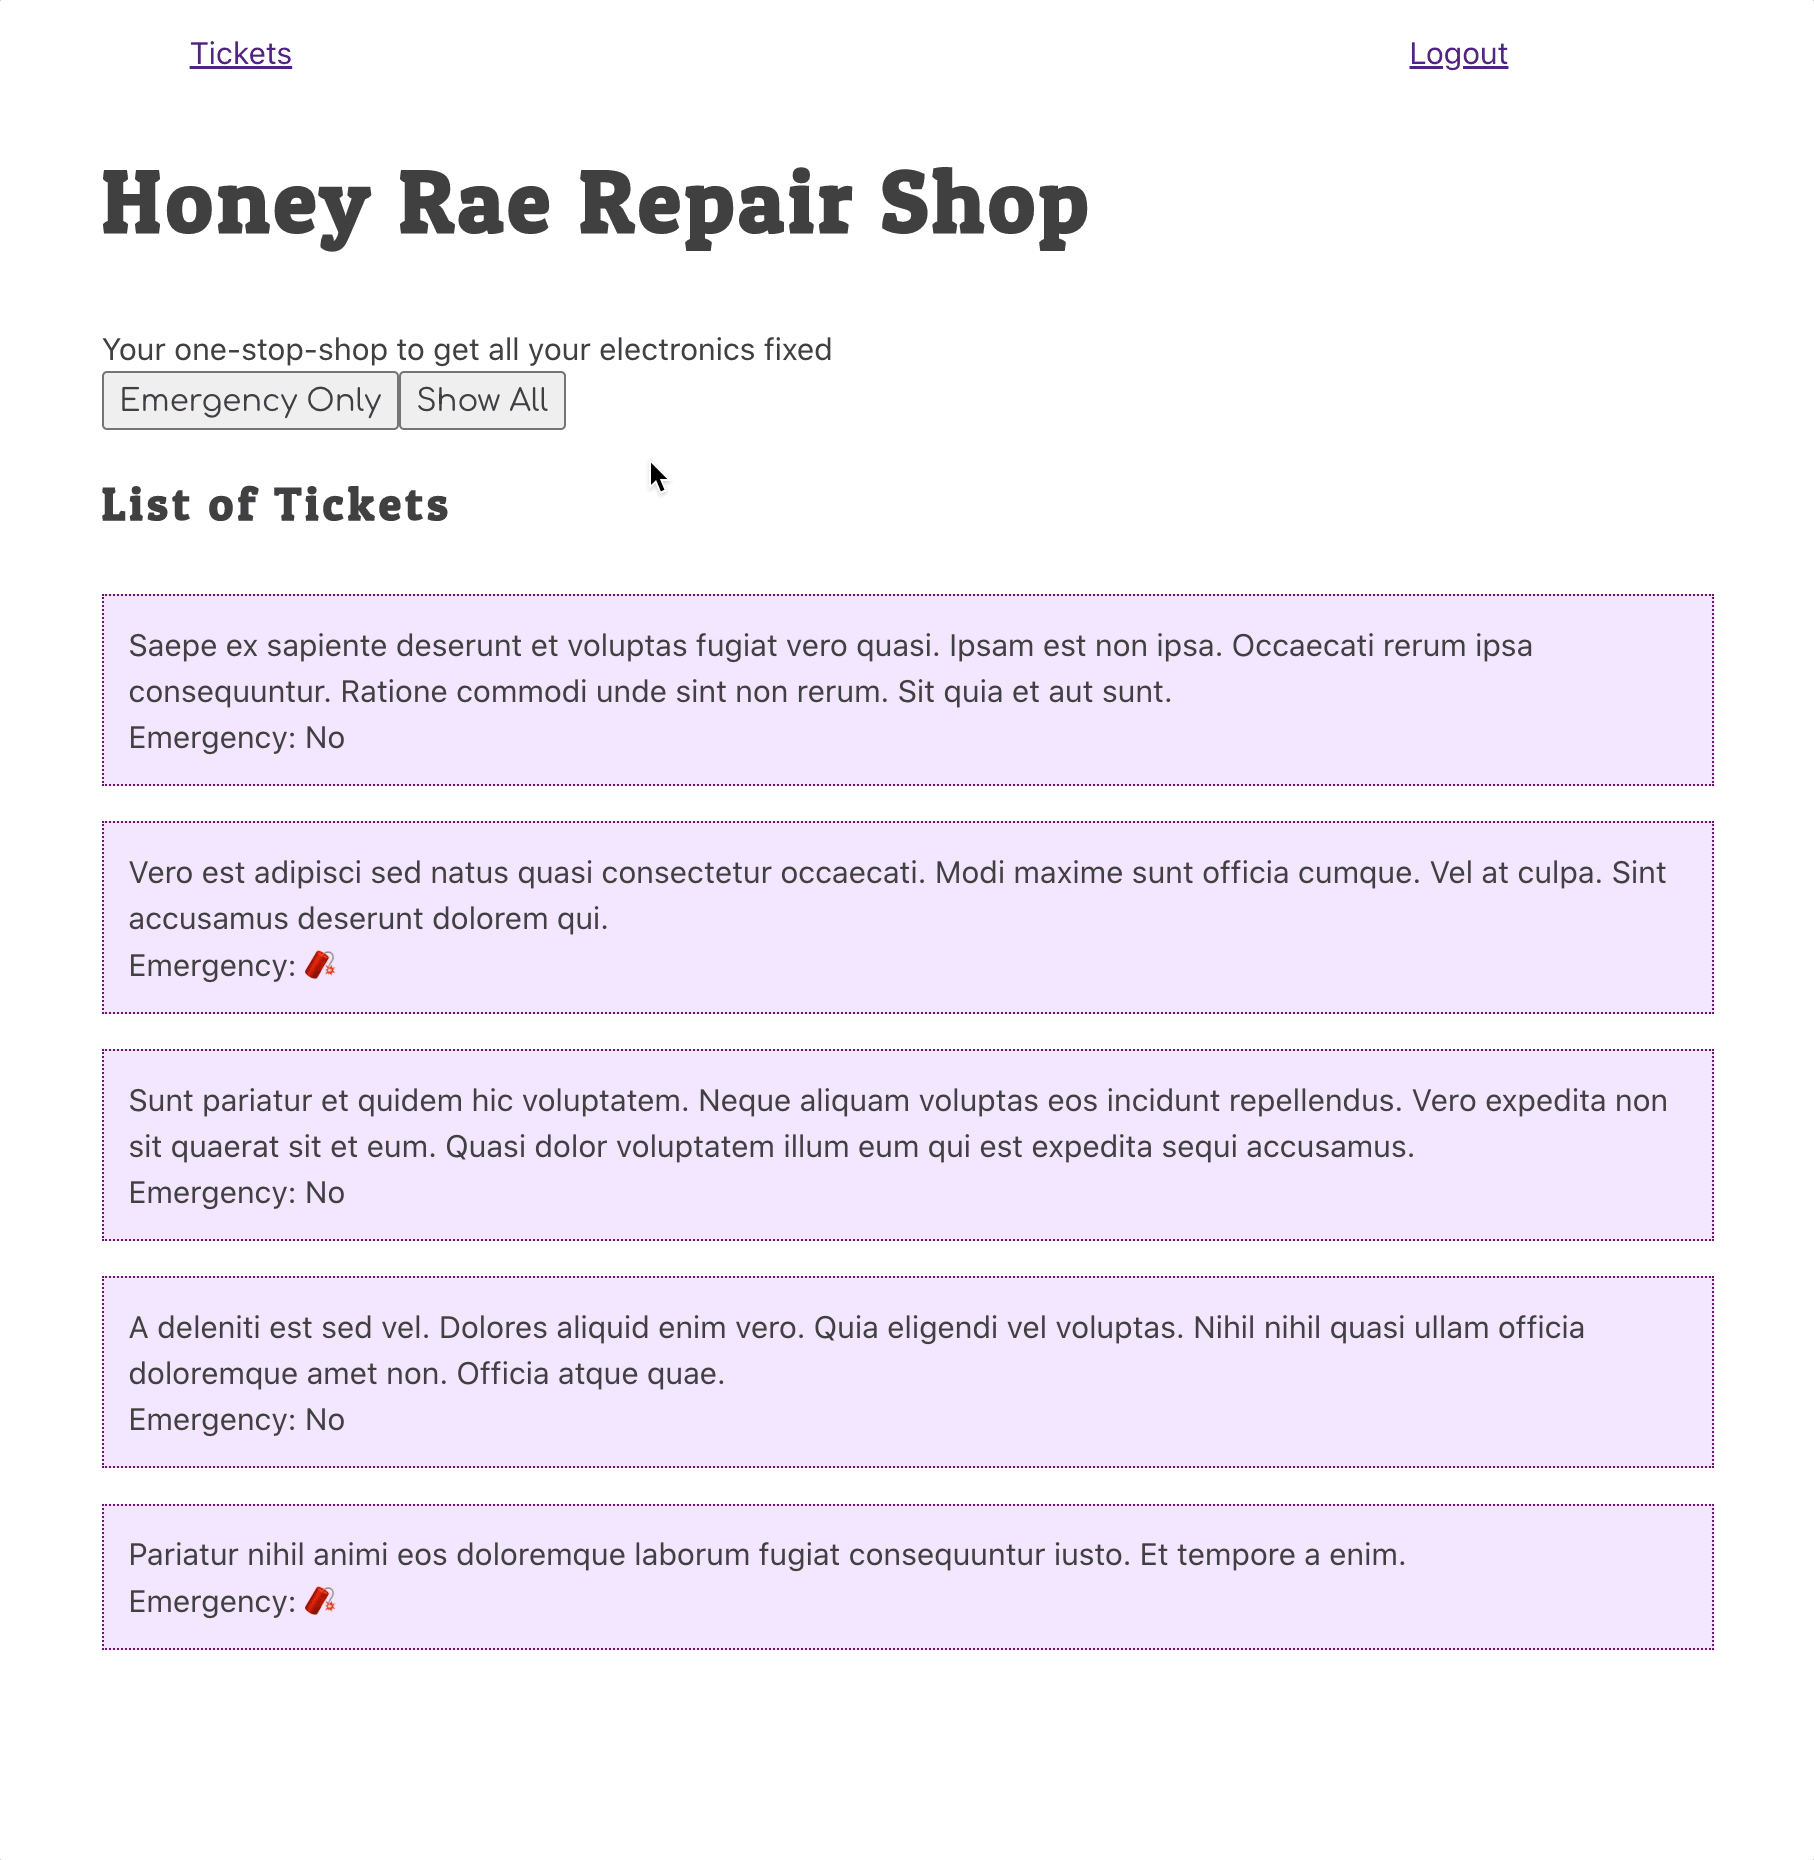 Tickets Logout
Honey Rae Repair Shop
Your one-stop-shop to get all your electronics fixed
Emergency Only Show All
List of Tickets
Saepe ex sapiente deserunt et voluptas fugiat vero quasi. Ipsam est non ipsa. Occaecati rerum ipsa
consequuntur. Ratione commodi unde sint non rerum. Sit quia et aut sunt.
Emergency: No
Vero est adipisci sed natus quasi consectetur occaecati. Modi maxime sunt officia cumque. Vel at culpa. Sint
accusamus deserunt dolorem qui.
Emergency: 🧨
Sunt pariatur et quidem hic voluptatem. Neque aliquam voluptas eos incidunt repellendus. Vero expedita non
sit quaerat sit et eum. Quasi dolor voluptatem illum eum qui est expedita sequi accusamus.
Emergency: No
A deleniti est sed vel. Dolores aliquid enim vero. Quia eligendi vel voluptas. Nihil nihil quasi ullam officia
doloremque amet non. Officia atque quae.
Emergency: No
Pariatur nihil animi eos doloremque laborum fugiat consequuntur iusto. Et tempore a enim.
Emergency: 🧨